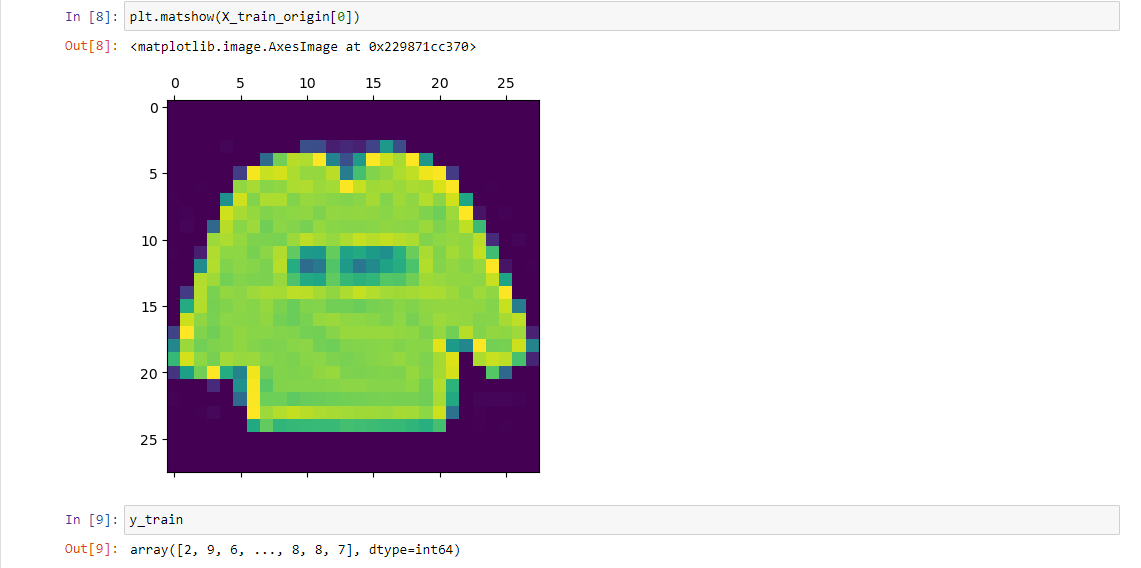 In [8]: plt.matshow(X_train_origin[0])
Out[8]: <matplotlib.image.AxesImage at 0x229871cc370>
0 5 10 15 20 25
0
5
10
15
20
25
In [9]: y_train
Out[9]: array([2, 9, 6, ..., 8, 8, 7], dtype=int64)